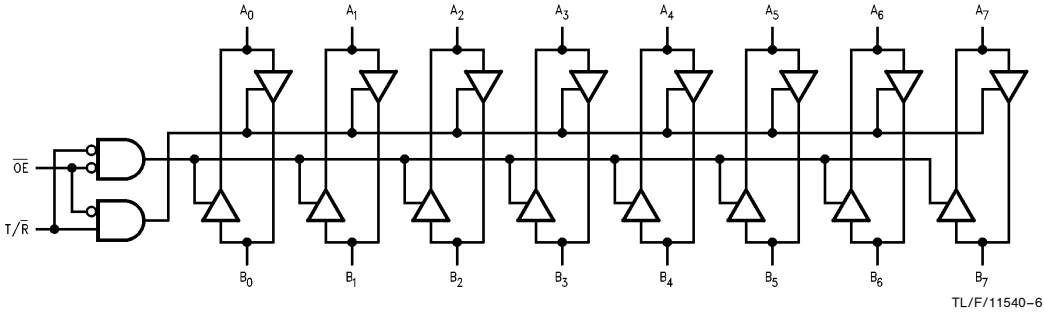 A0 A1 A2 A3 A4 A5 A6 A7
OE
T/R
B0 B1 B2 B3 B4 B5 B6 B7
TL/F/11540-6